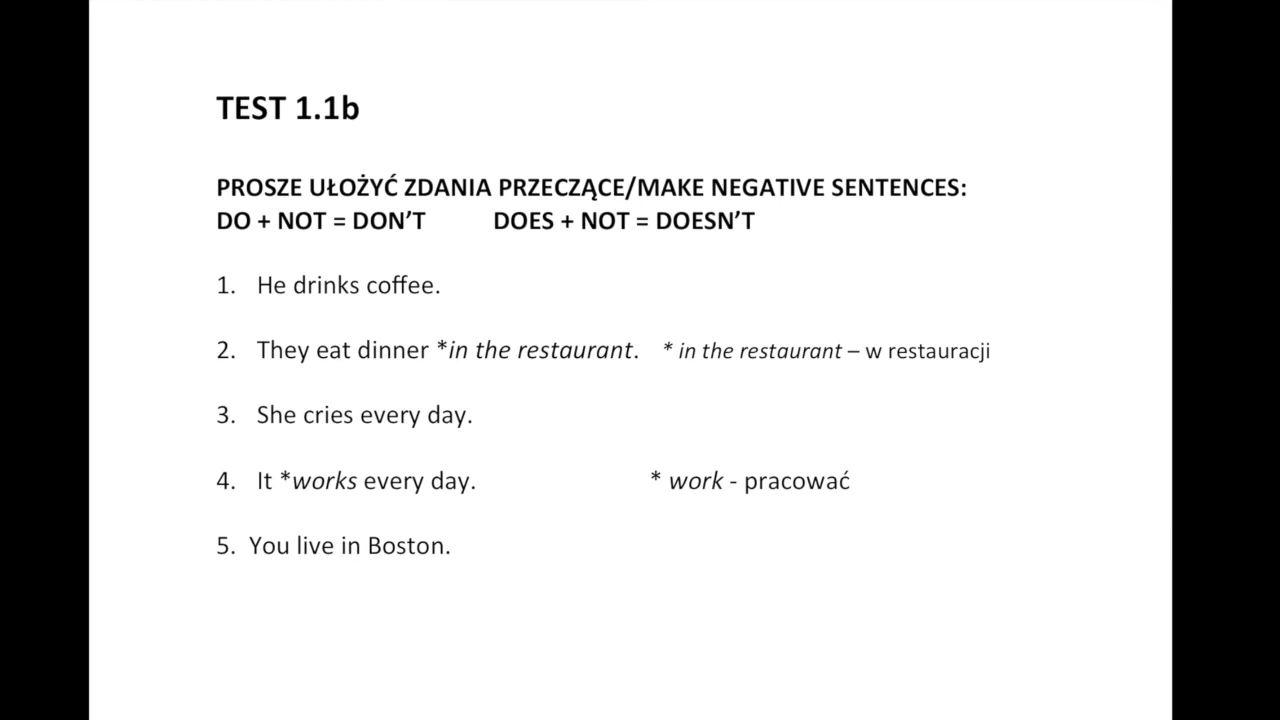 TEST 1.1b
PROSZE UŁOŻYĆ ZDANIA PRZECZĄCE/MAKE NEGATIVE SENTENCES:
DO + NOT = DON’T DOES + NOT = DOESN’T
1. He drinks coffee.
2. They eat dinner *in the restaurant. * in the restaurant – w restauracji
3. She cries every day.
4. It *works every day. * work - pracować
5. You live in Boston.